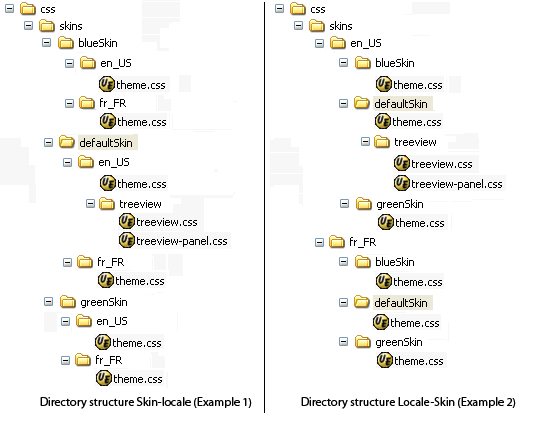 css
skins
blueSkin
en_US
theme.css
fr_FR
theme.css
defaultSkin
en_US
theme.css
treeview
treeview.css
treeview-panel.css
fr_FR
theme.css
greenSkin
en_US
theme.css
fr_FR
theme.css
Directory structure Skin-locale (Example 1)
css
skins
en_US
blueSkin
theme.css
defaultSkin
theme.css
treeview
treeview.css
treeview-panel.css
greenSkin
theme.css
fr_FR
blueSkin
theme.css
defaultSkin
theme.css
greenSkin
theme.css
Directory structure Locale-Skin (Example 2)